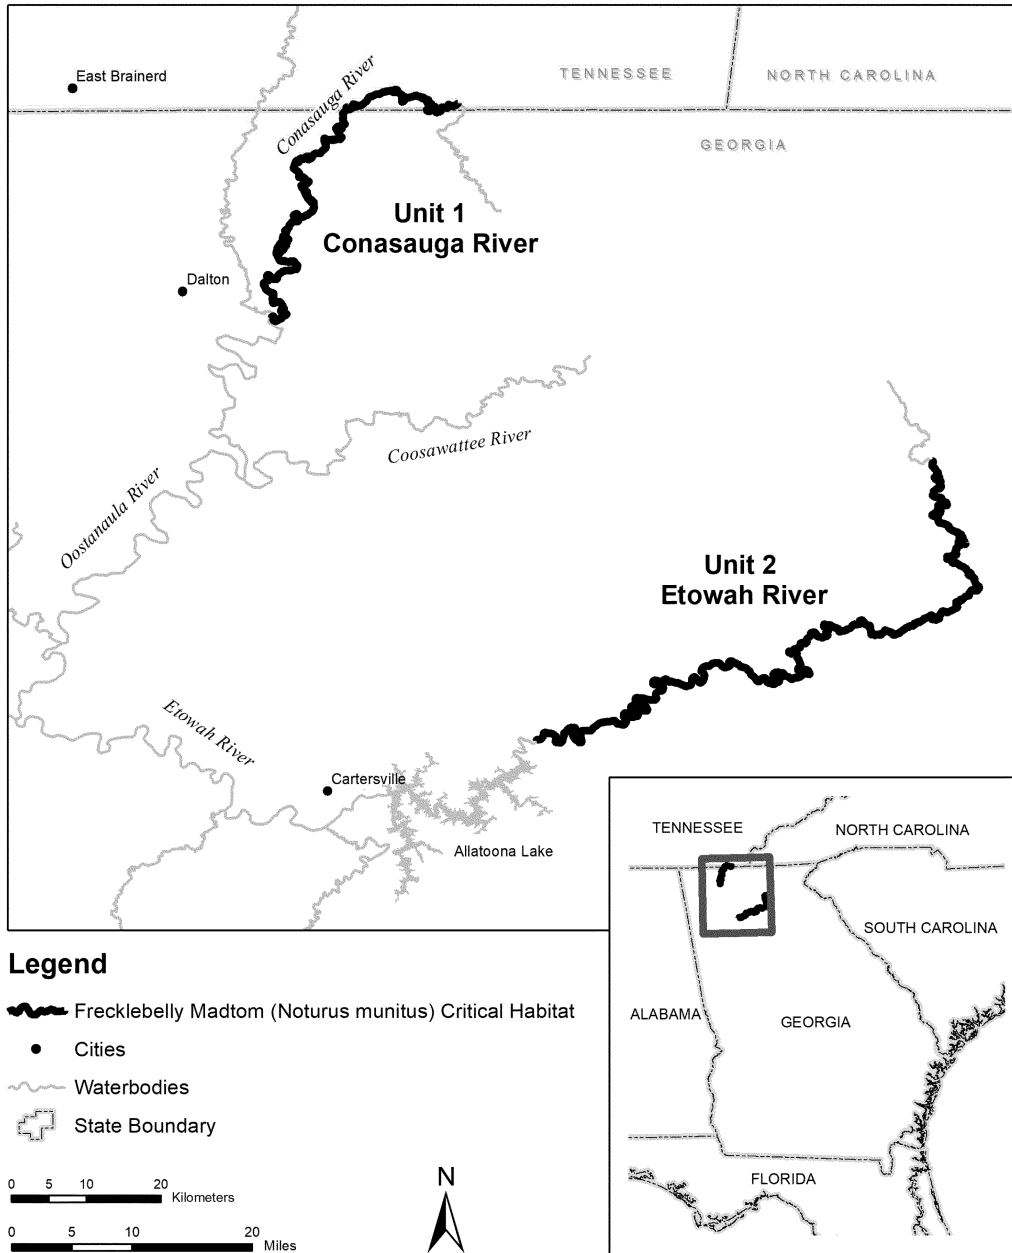 East Brainerd
Conasauga River
TENNESSEE
NORTH CAROLINA
GEORGIA
Unit 1
Conasauga River
Dalton
Coosawattee River
Oostanaula River
Unit 2
Etowah River
Etowah River
Cartersville
Allatoona Lake
TENNESSEE
NORTH CAROLINA
SOUTH CAROLINA
ALABAMA
GEORGIA
FLORIDA
Legend
Frecklebelly Madtom (Noturus munitus) Critical Habitat
Cities
Waterbodies
State Boundary
0 5 10 20 Kilometers
0 5 10 20 Miles
N